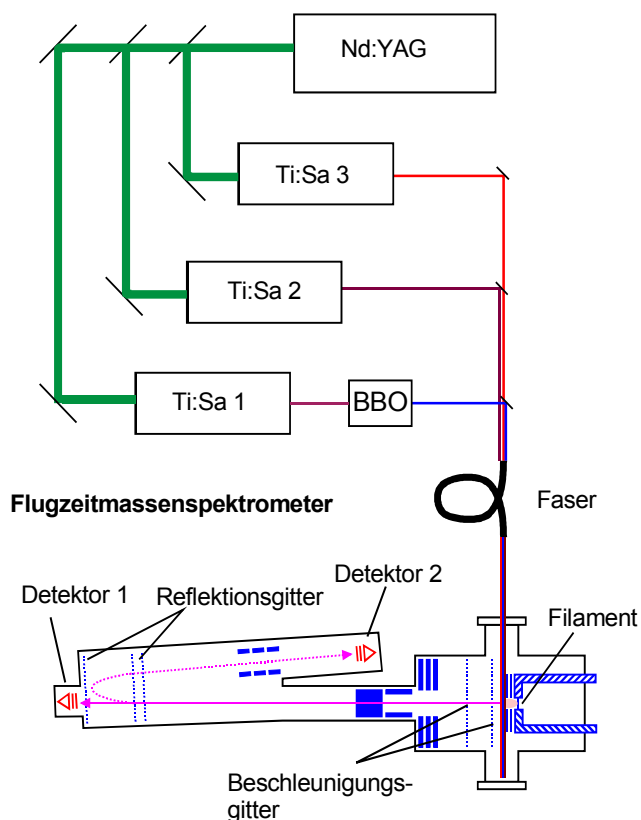 Nd:YAG
Ti:Sa 3
Ti:Sa 2
Ti:Sa 1
BBO
Flugzeitmassenspektrometer
Faser
Detektor 1
Reflektionsgitter
Detektor 2
Filament
Beschleunigungs-
gitter